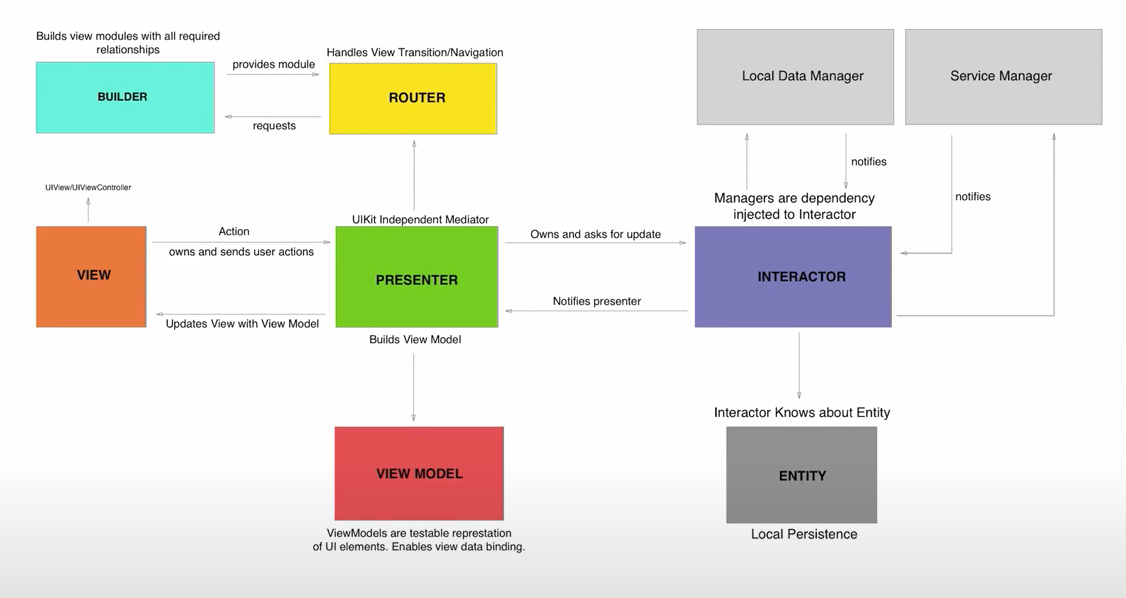 Builds view modules with all required
relationships
BUILDER
provides module
requests
Handles View Transition/Navigation
ROUTER
Local Data Manager
Service Manager
notifies
notifies
Managers are dependency
injected to Interactor
UIView/UIViewController
VIEW
Action
owns and sends user actions
Updates View with View Model
UIKit Independent Mediator
PRESENTER
Builds View Model
Owns and asks for update
Notifies presenter
INTERACTOR
VIEW MODEL
ViewModels are testable represtation
of UI elements. Enables view data binding.
Interactor Knows about Entity
ENTITY
Local Persistence